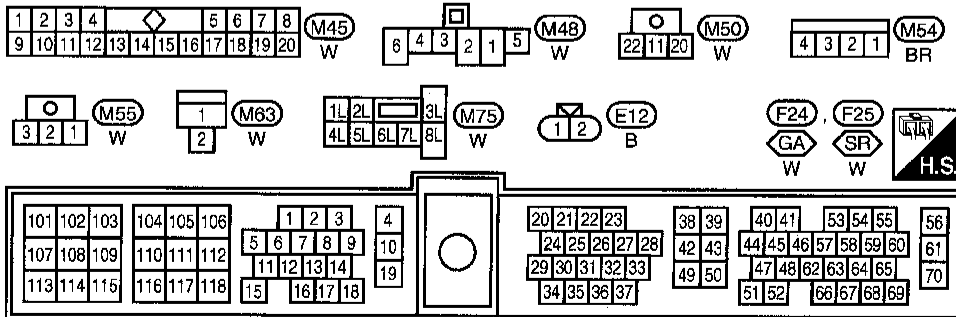 1 2 3 4 5 6 7 8
9 10 11 12 13 14 15 16 17 18 19 20
M45
W
6 4 3 2 1 5
M48
W
22 11 20
M50
W
4 3 2 1
M54
BR
3 2 1
M55
W
1
2
M63
W
1L 2L 3L
4L 5L 6L 7L 8L
M75
W
1 2
E12
B
F24 , F25
GA SR
W W
H.S.
101 102 103 104 105 106 1 2 3 4
107 108 109 110 111 112 5 6 7 8 9 10
11 12 13 14 19
113 114 115 116 117 118 15 16 17 18
20 21 22 23 38 39 40 41 53 54 55 56
24 25 26 27 28 42 43 44 45 46 57 58 59 60 61
29 30 31 32 33 49 50 47 48 62 63 64 65 70
34 35 36 37 51 52 66 67 68 69